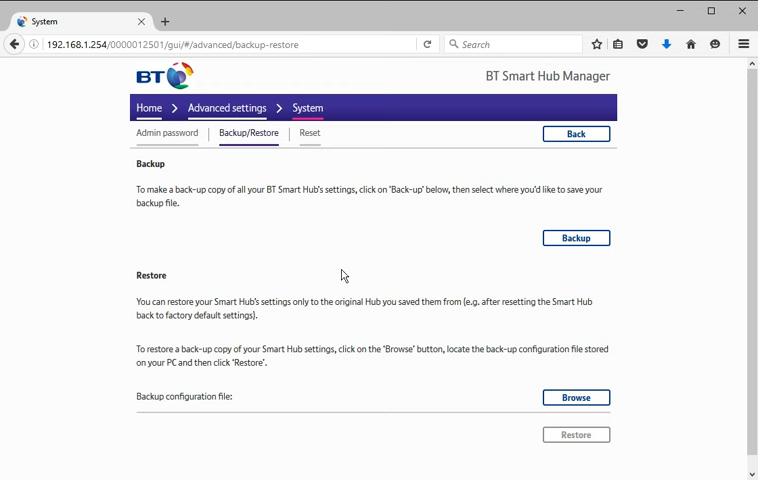 System
192.168.1.254/0000012501/gui/#/advanced/backup-restore
Search
BT
BT Smart Hub Manager
Home
Advanced settings
System
Admin password
Backup/Restore
Reset
Back
Backup
To make a back-up copy of all your BT Smart Hub's settings, click on 'Back-up' below, then select where you'd like to save your
backup file.
Backup
Restore
You can restore your Smart Hub's settings only to the original Hub you saved them from (e.g. after resetting the Smart Hub
back to factory default settings).
To restore a back-up copy of your Smart Hub settings, click on the 'Browse' button, locate the back-up configuration file stored
on your PC and then click 'Restore'.
Backup configuration file:
Browse
Restore